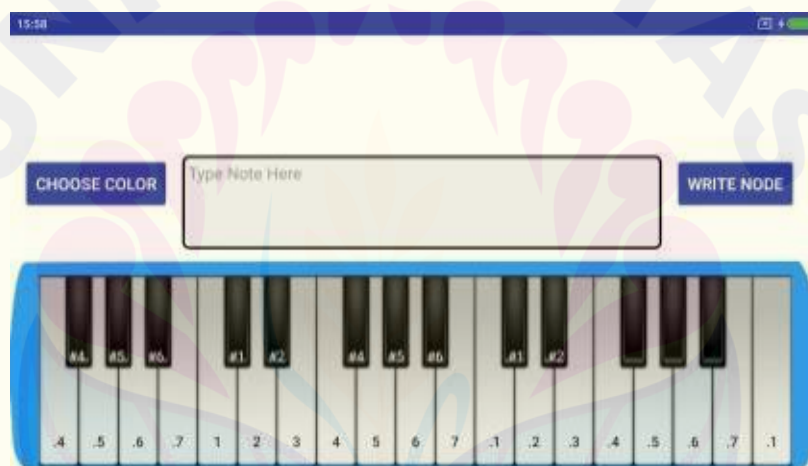 15:58
CHOOSE COLOR
Type Note Here
WRITE NODE
#4. #5. #6. #1 #2 #4 #5 #6 .#1 .#2
.4 .5 .6 .7 1 2 3 4 5 6 7 .1 .2 .3 .4 .5 .6 .7 .1